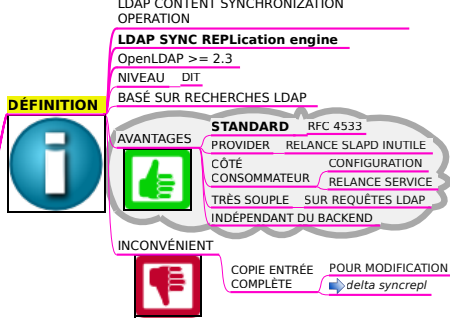 LDAP CONTENT SYNCHRONIZATION
OPERATION
LDAP SYNC REPLication engine
OpenLDAP >= 2.3
NIVEAU DIT
DÉFINITION
BASÉ SUR RECHERCHES LDAP
AVANTAGES
STANDARD RFC 4533
PROVIDER RELANCE SLAPD INUTILE
CÔTÉ
CONSOMMATEUR
CONFIGURATION
RELANCE SERVICE
TRÈS SOUPLE SUR REQUÊTES LDAP
INDÉPENDANT DU BACKEND
INCONVÉNIENT
COPIE ENTRÉE
COMPLÈTE
POUR MODIFICATION
delta syncrepl